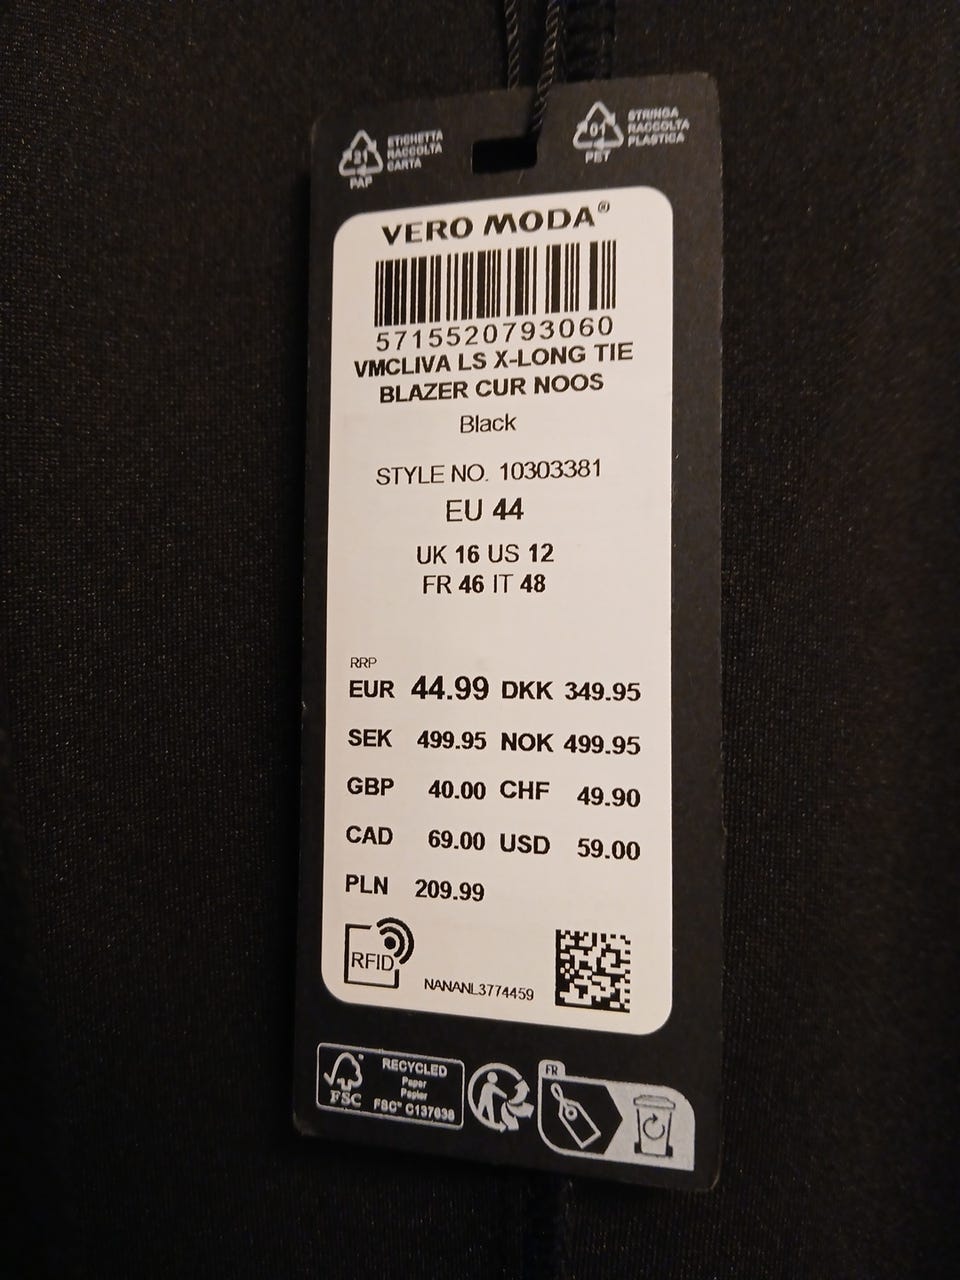 21
PAP
ETICHETTA
RACCOLTA
CARTA
01
PET
STRINGA
RACCOLTA
PLASTICA
VERO MODA®
5715520793060
VMCLIVA LS X-LONG TIE
BLAZER CUR NOOS
Black
STYLE NO. 10303381
EU 44
UK 16 US 12
FR 46 IT 48
RRP
EUR 44.99 DKK 349.95
SEK 499.95 NOK 499.95
GBP 40.00 CHF 49.90
CAD 69.00 USD 59.00
PLN 209.99
RFID
NANANL3774459
FSC
RECYCLED
Paper
Papier
FSC® C137638
FR